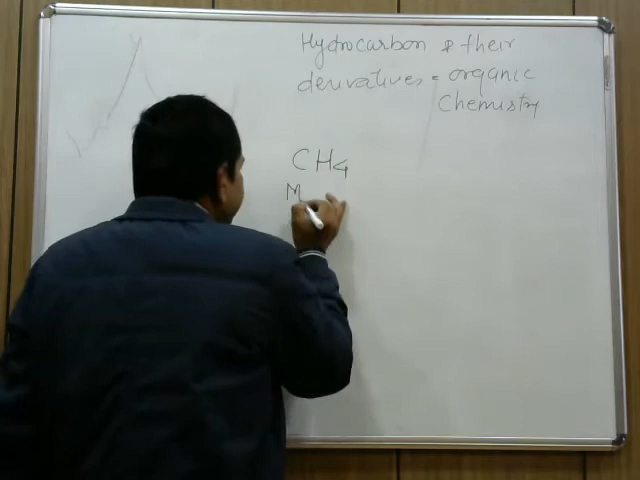 Hydrocarbon & their
derivatives = organic
Chemistry
CH4
M